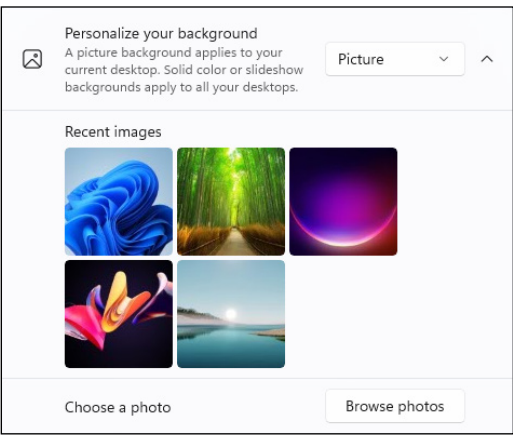 Personalize your background
A picture background applies to your
current desktop. Solid color or slideshow
backgrounds apply to all your desktops.
Picture
Recent images
Choose a photo
Browse photos